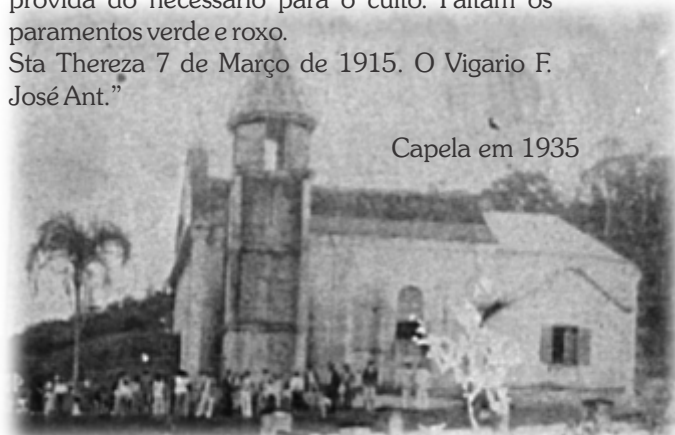 provida do necessário para o culto. Faltam os
paramentos verde e roxo.
Sta Thereza 7 de Março de 1915. O Vigario F.
José Ant.”
Capela em 1935